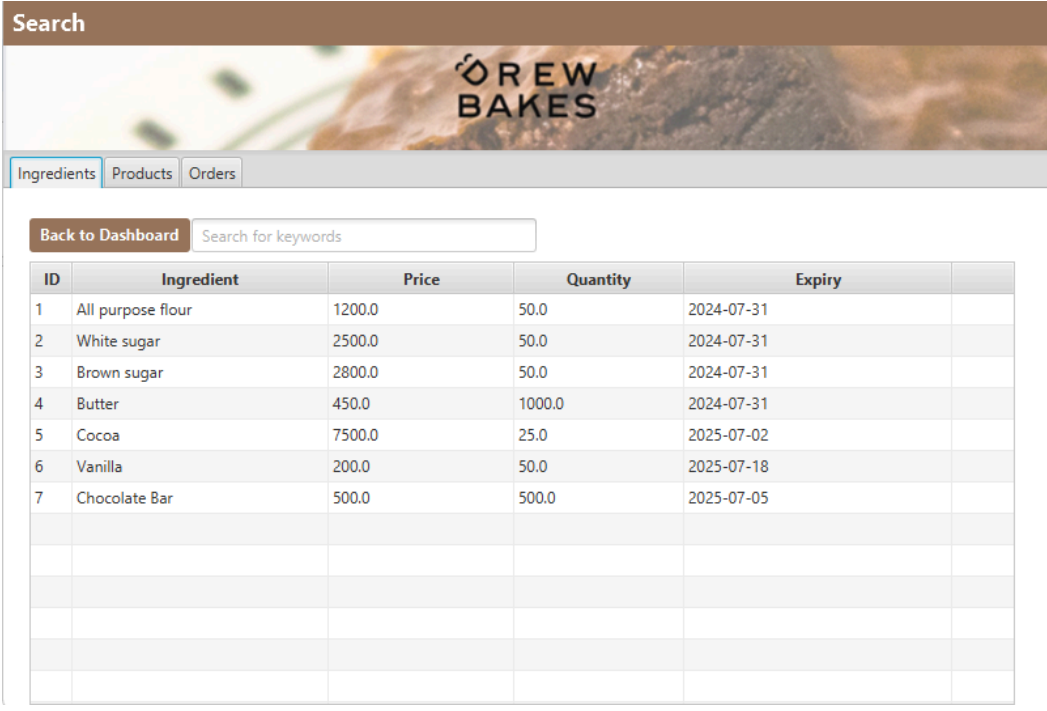 Search
DREW
BAKES
Ingredients Products Orders
Back to Dashboard Search for keywords
ID Ingredient Price Quantity Expiry
1 All purpose flour 1200.0 50.0 2024-07-31
2 White sugar 2500.0 50.0 2024-07-31
3 Brown sugar 2800.0 50.0 2024-07-31
4 Butter 450.0 1000.0 2024-07-31
5 Cocoa 7500.0 25.0 2025-07-02
6 Vanilla 200.0 50.0 2025-07-18
7 Chocolate Bar 500.0 500.0 2025-07-05